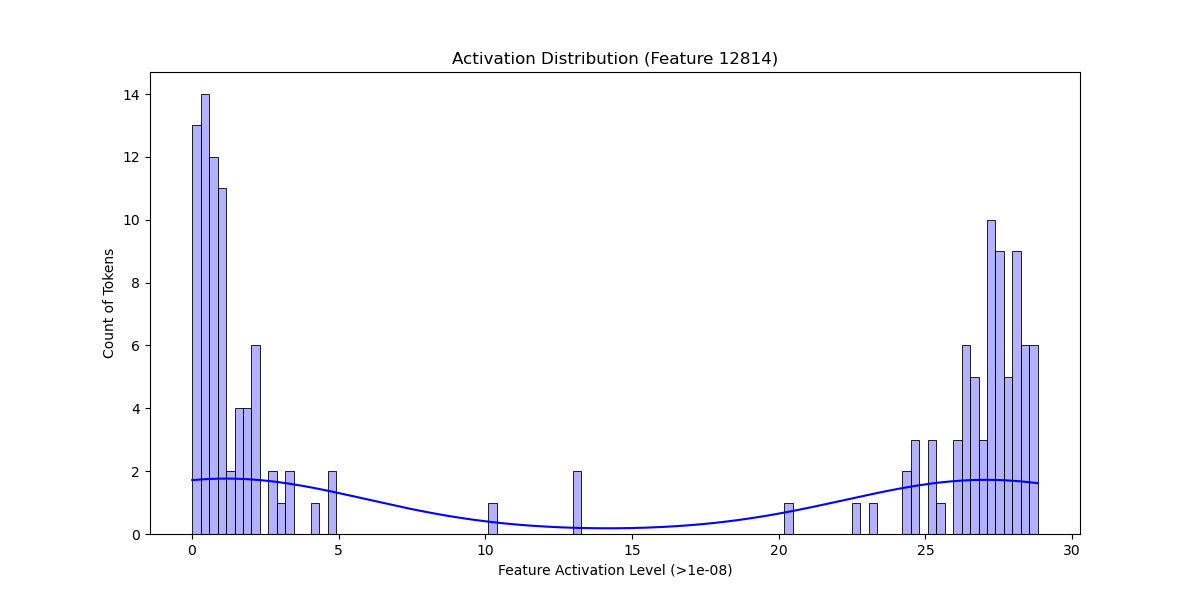 Activation Distribution (Feature 12814)
14
12
10
8
6
4
2
0
Count of Tokens
0 5 10 15 20 25 30
Feature Activation Level (>1e-08)